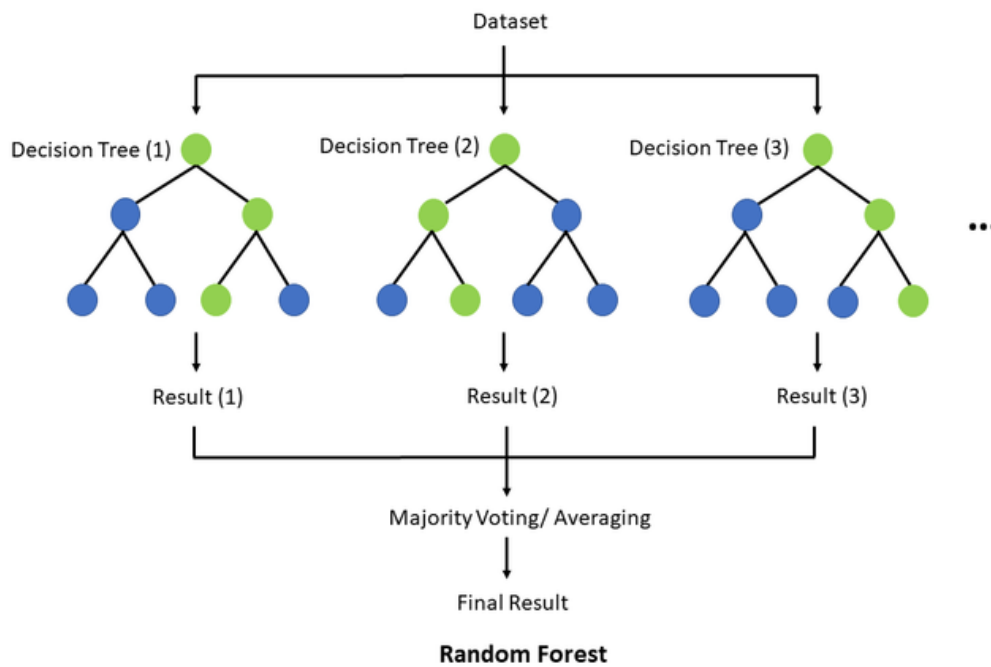 Dataset
Decision Tree (1)
Decision Tree (2)
Decision Tree (3)
...
Result (1)
Result (2)
Result (3)
Majority Voting/ Averaging
Final Result
Random Forest